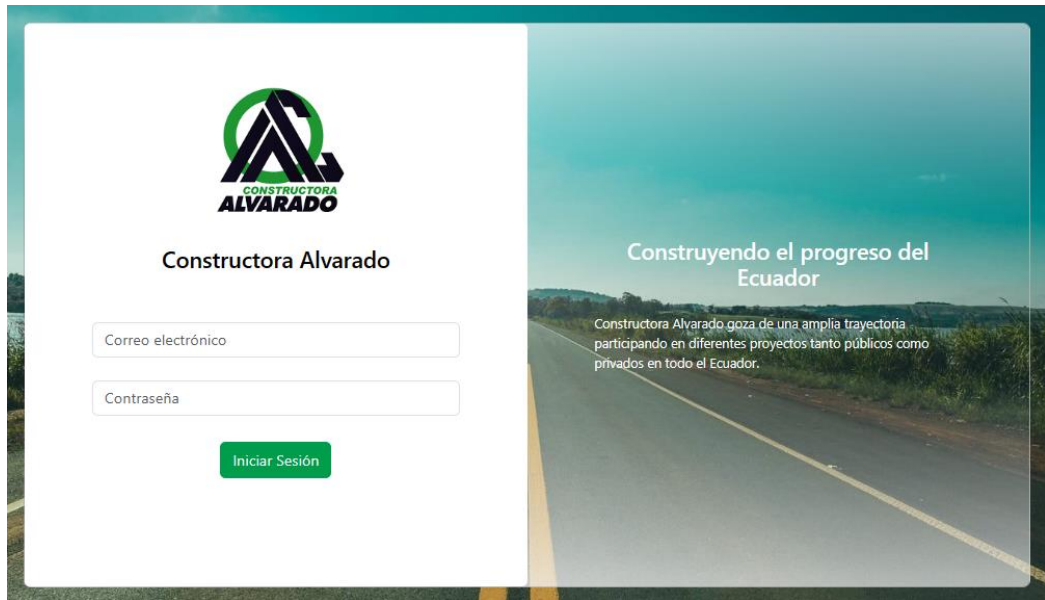 CONSTRUCTORA
ALVARADO
Constructora Alvarado
Correo electrónico
Contraseña
Iniciar Sesión
Construyendo el progreso del
Ecuador
Constructora Alvarado goza de una amplia trayectoria
participando en diferentes proyectos tanto públicos como
privados en todo el Ecuador.